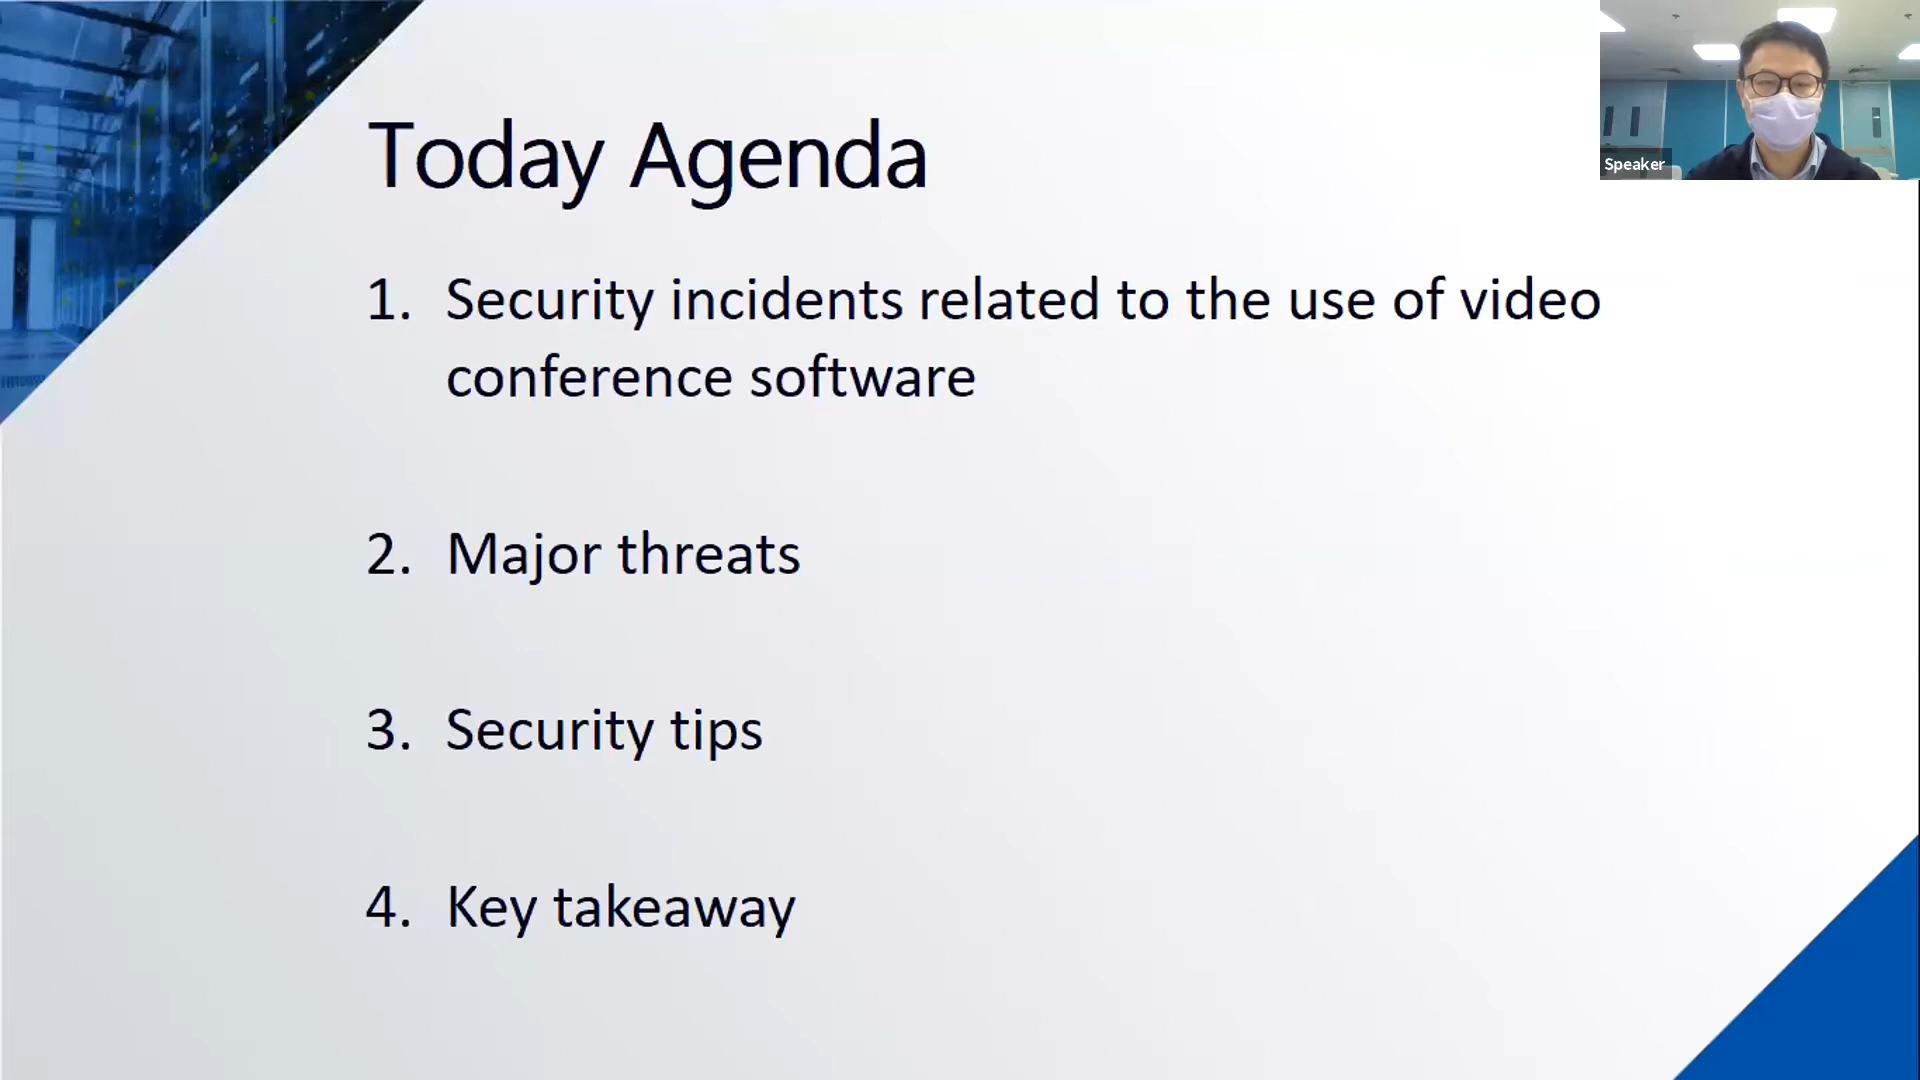 Today Agenda
1. Security incidents related to the use of video
conference software
2. Major threats
3. Security tips
4. Key takeaway
Speaker